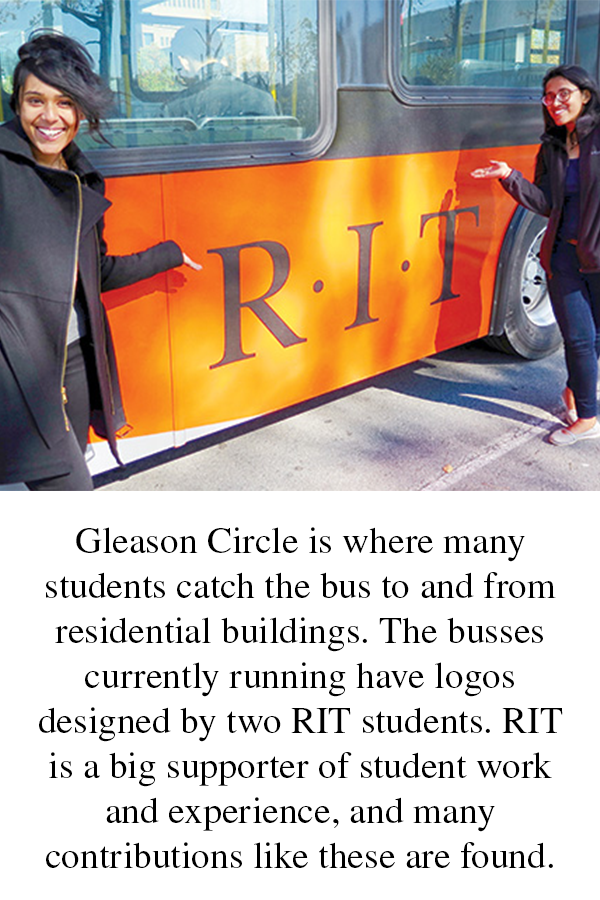 R·I·T
Gleason Circle is where many
students catch the bus to and from
residential buildings. The busses
currently running have logos
designed by two RIT students. RIT
is a big supporter of student work
and experience, and many
contributions like these are found.